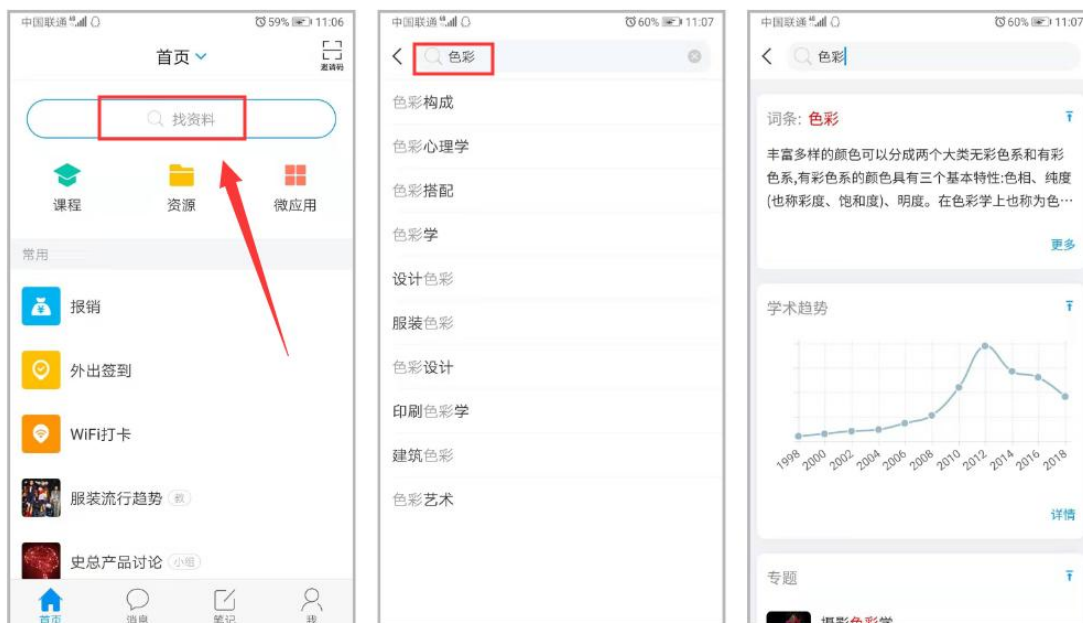 中国联通 4G 59% 11:06
首页
邀请码
找资料
课程 资源 微应用
常用
报销
外出签到
WiFi打卡
服装流行趋势 教
史总产品讨论 小组
首页 消息 笔记 我
中国联通 4G 60% 11:07
色彩
色彩构成
色彩心理学
色彩搭配
色彩学
设计色彩
服装色彩
色彩设计
印刷色彩学
建筑色彩
色彩艺术
中国联通 4G 60% 11:07
色彩
词条: 色彩
丰富多样的颜色可以分成两个大类无彩色系和有彩
色系,有彩色系的颜色具有三个基本特性:色相、纯度
(也称彩度、饱和度)、明度。在色彩学上也称为色…
更多
学术趋势
1998 2000 2002 2004 2006 2008 2010 2012 2014 2016 2018
详情
专题
摄影色彩学